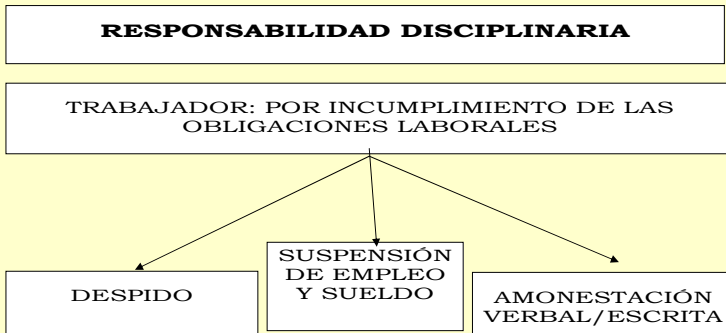 RESPONSABILIDAD DISCIPLINARIA
TRABAJADOR: POR INCUMPLIMIENTO DE LAS
OBLIGACIONES LABORALES
DESPIDO
SUSPENSIÓN
DE EMPLEO
Y SUELDO
AMONESTACIÓN
VERBAL/ESCRITA